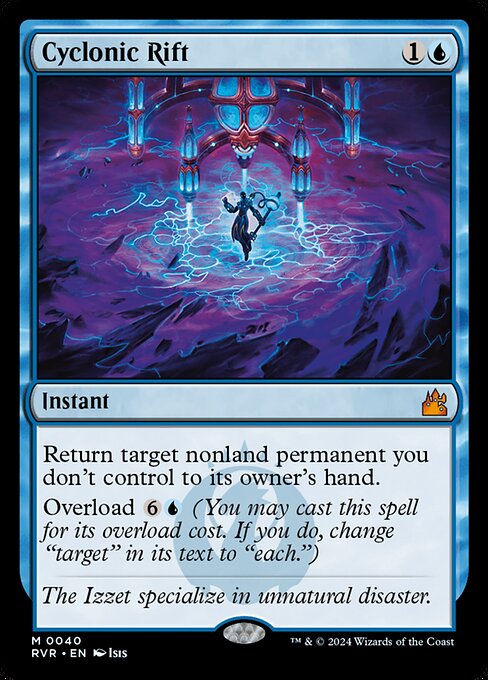 Cyclonic Rift 1
Instant
Return target nonland permanent you
don't control to its owner's hand.
Overload 6 (You may cast this spell
for its overload cost. If you do, change
"target" in its text to "each.")
The Izzet specialize in unnatural disaster.
M 0040
RVR • EN Isis
™ & © 2024 Wizards of the Coast